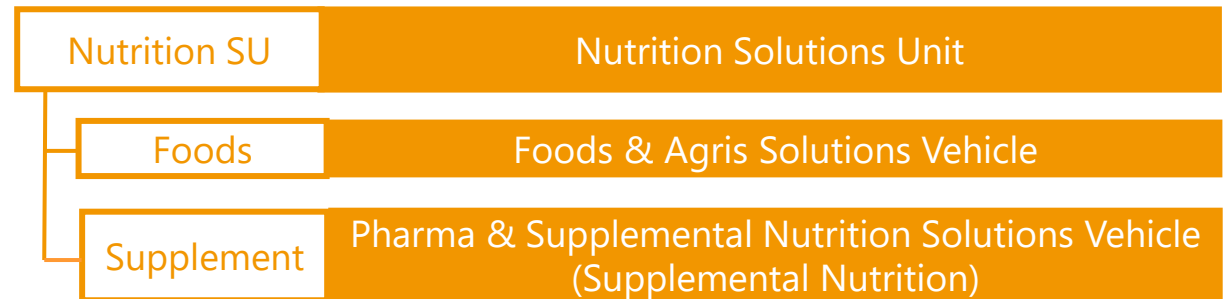 Nutrition SU
Nutrition Solutions Unit
Foods
Foods & Agris Solutions Vehicle
Supplement
Pharma & Supplemental Nutrition Solutions Vehicle
(Supplemental Nutrition)